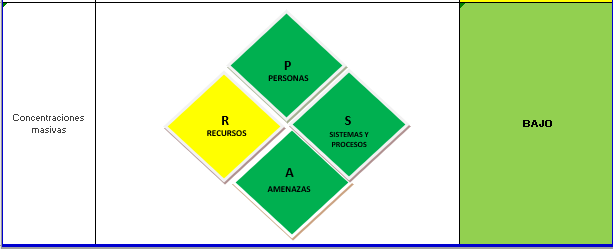 Concentraciones
masivas
P
PERSONAS
R
RECURSOS
S
SISTEMAS Y
PROCESOS
A
AMENAZAS
BAJO